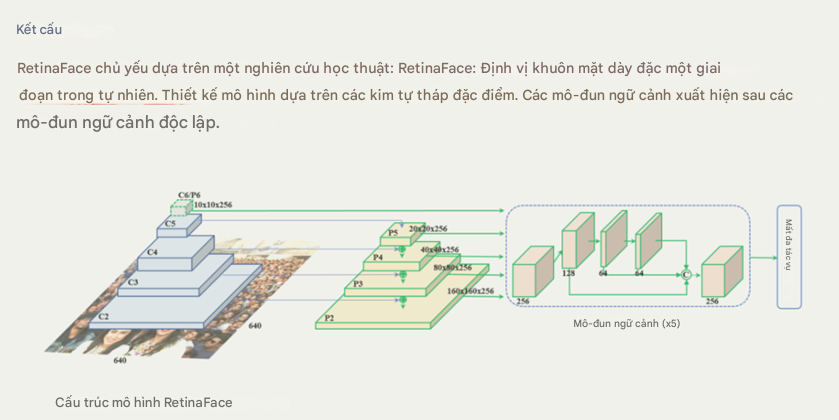 Kết cấu
RetinaFace chủ yếu dựa trên một nghiên cứu học thuật: RetinaFace: Định vị khuôn mặt dày đặc một giai
đoạn trong tự nhiên. Thiết kế mô hình dựa trên các kim tự tháp đặc điểm. Các mô-đun ngữ cảnh xuất hiện sau các
mô-đun ngữ cảnh độc lập.
C6/P6
10x10x256
C5
C4
C3
C2
640
640
P5
20x20x256
P4
40x40x256
P3
80x80x256
160x160x256
P2
256
128
64
64
C
256
Mất đa tác vụ
Mô-đun ngữ cảnh (x5)
Cấu trúc mô hình RetinaFace